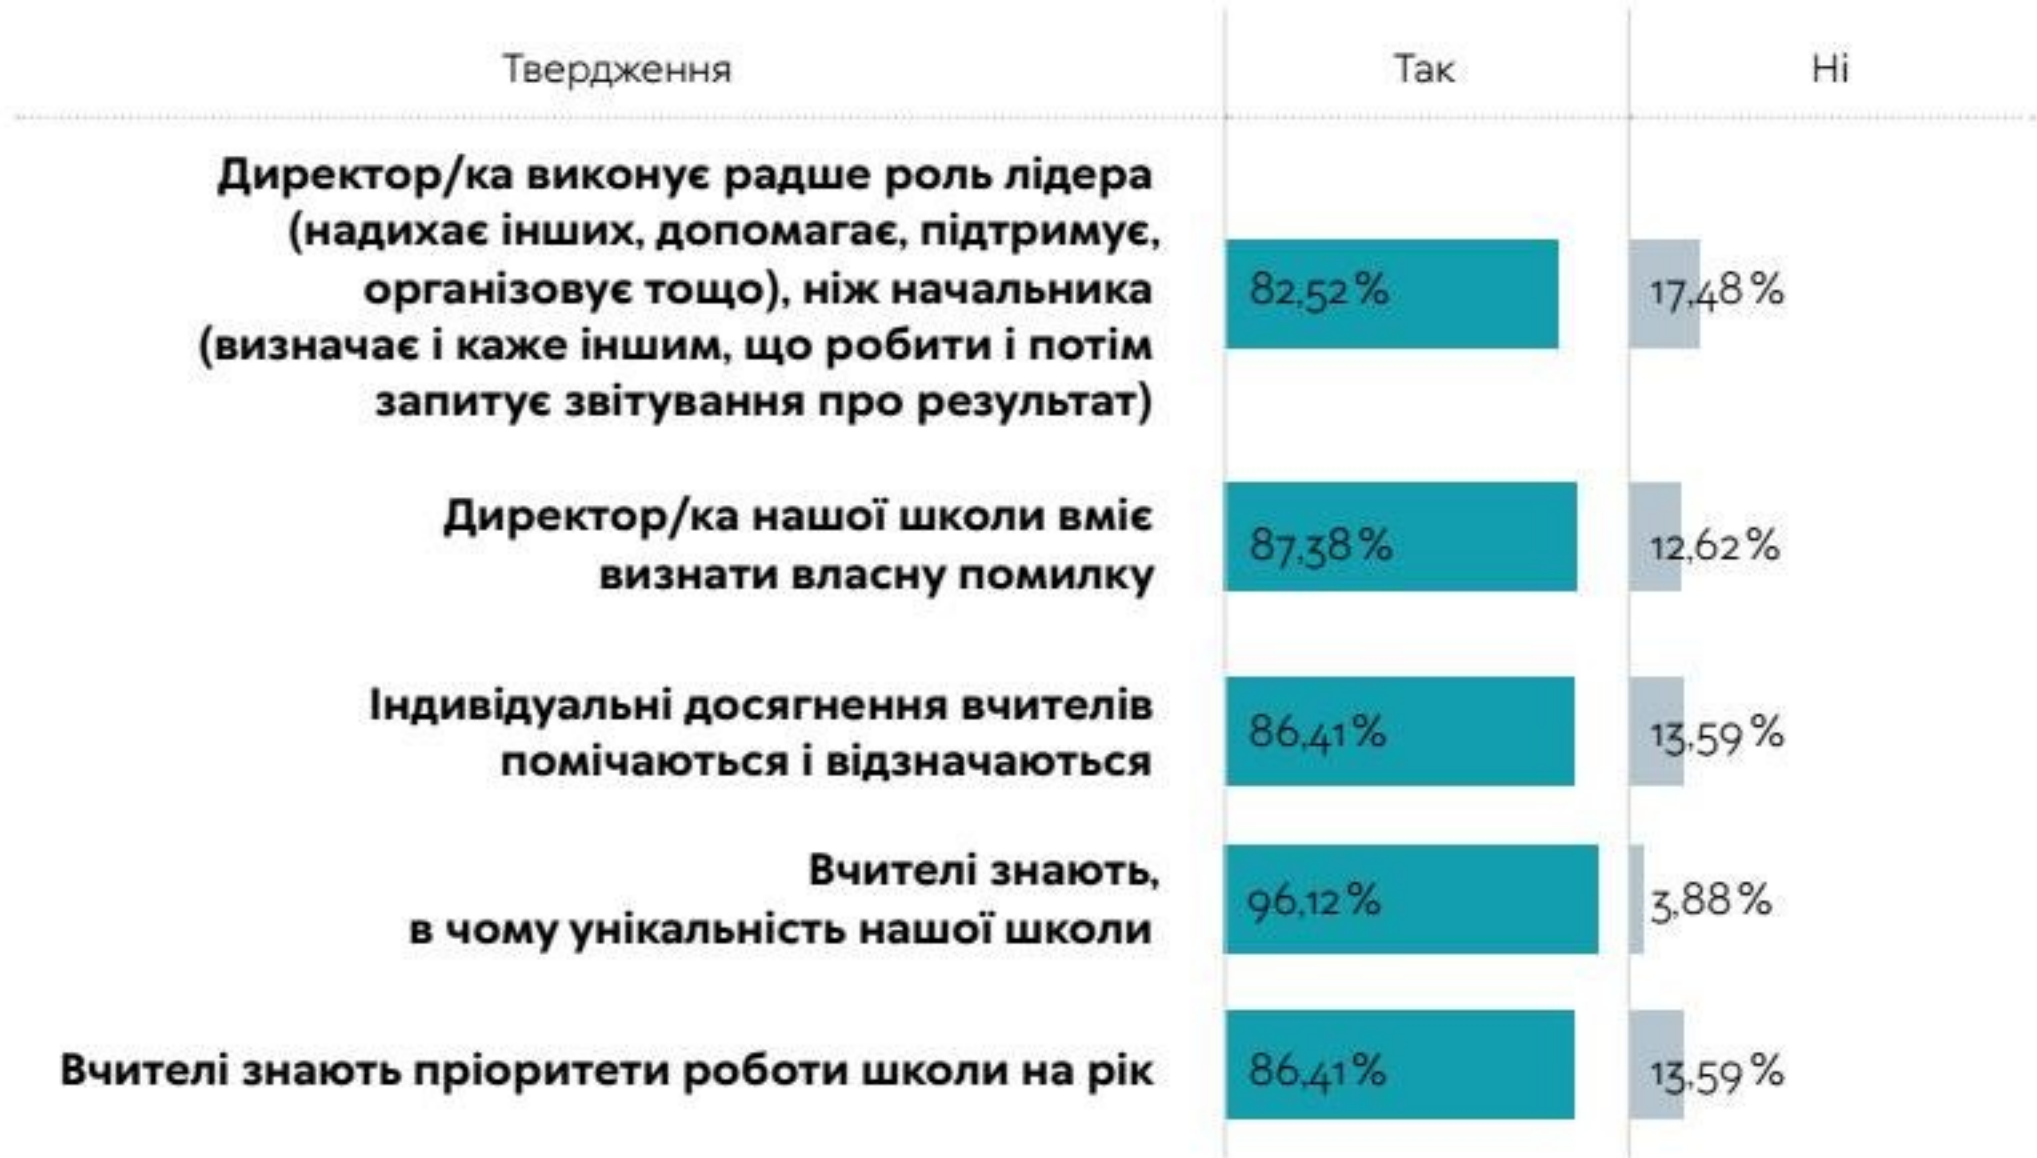 Твердження Так Ні
Директор/ка виконує радше роль лідера
(надихає інших, допомагає, підтримує,
організовує тощо), ніж начальника
(визначає і каже іншим, що робити і потім
запитує звітування про результат)
82,52% 17,48%
Директор/ка нашої школи вміє
визнати власну помилку
87,38% 12,62%
Індивідуальні досягнення вчителів
помічаються і відзначаються
86,41% 13,59%
Вчителі знають,
в чому унікальність нашої школи
96,12% 3,88%
Вчителі знають пріоритети роботи школи на рік
86,41% 13,59%